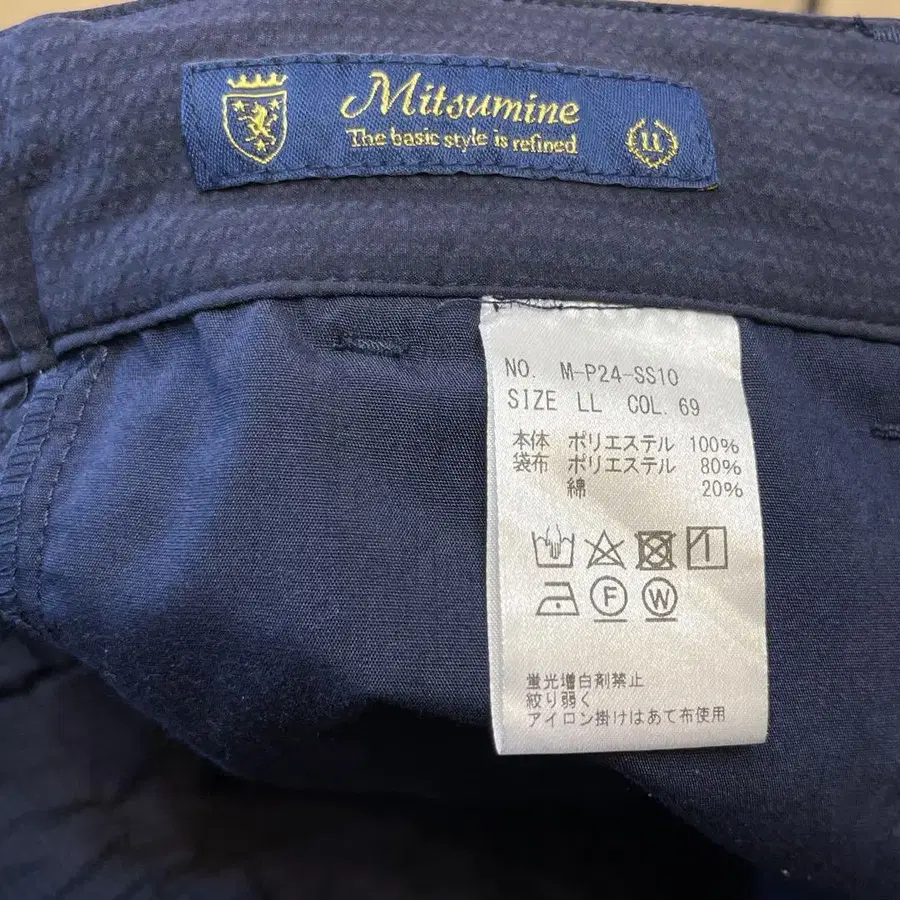 Mitsumine
The basic style is refined
LL
NO. M-P24-SS10
SIZE LL COL. 69
本体 ポリエステル 100%
袋布 ポリエステル 80%
綿 20%
F W
蛍光増白剤禁止
絞り弱く
アイロン掛けはあて布使用